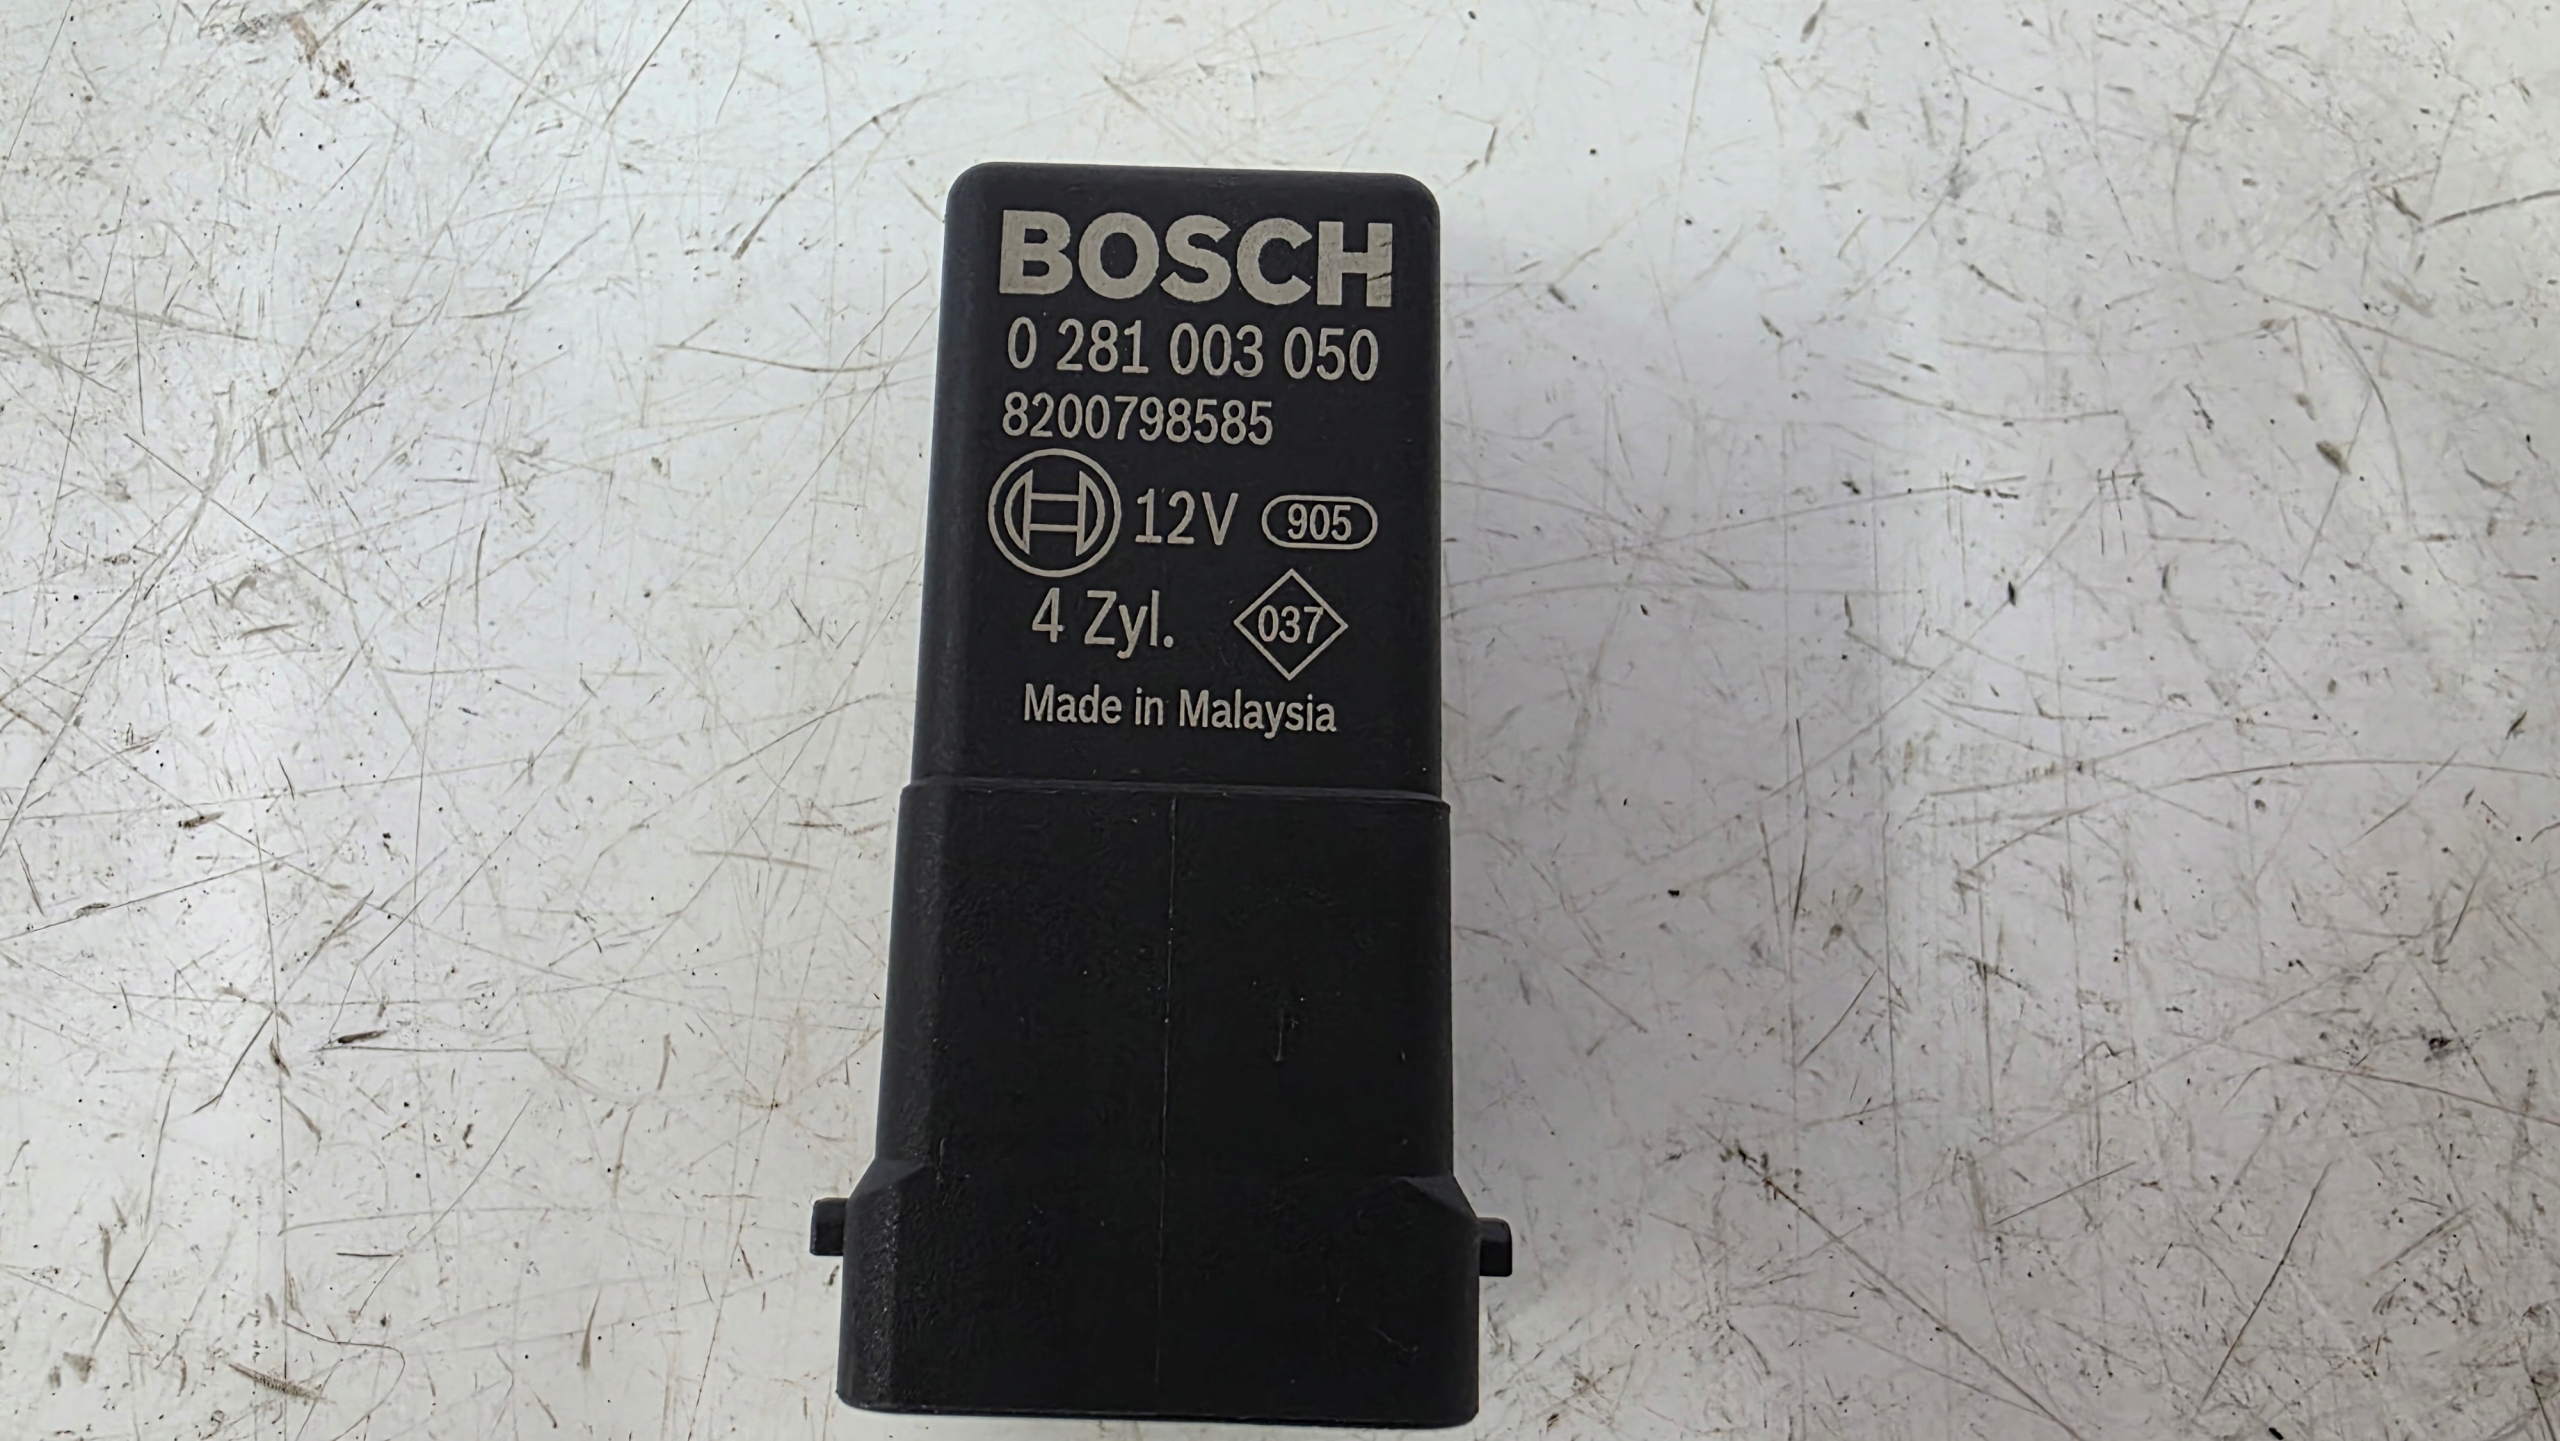 BOSCH
0 281 003 050
8200798585
12V 905
4 Zyl. 037
Made in Malaysia